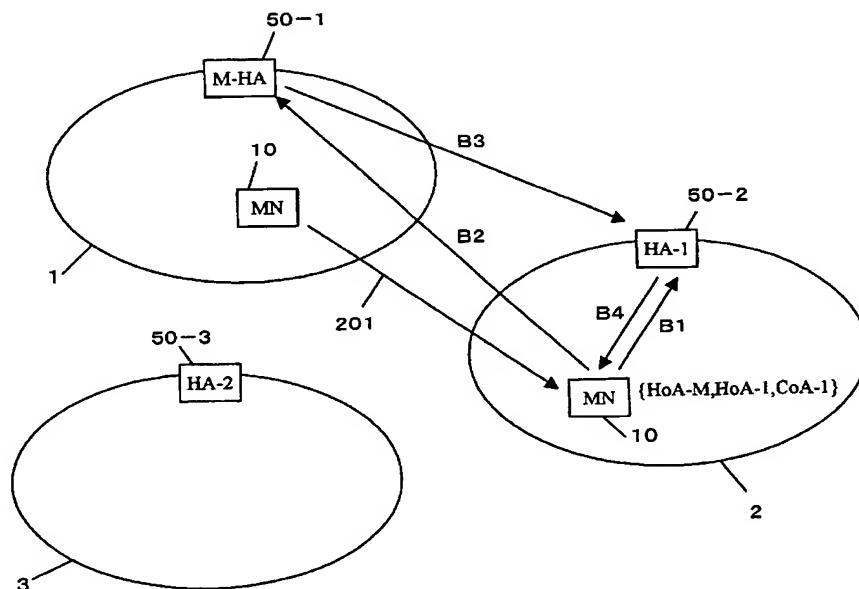 50-1
M-HA
B3
10
MN
50-2
HA-1
B2
1
201
B4
B1
50-3
HA-2
MN
{HoA-M,HoA-1,CoA-1}
10
2
3